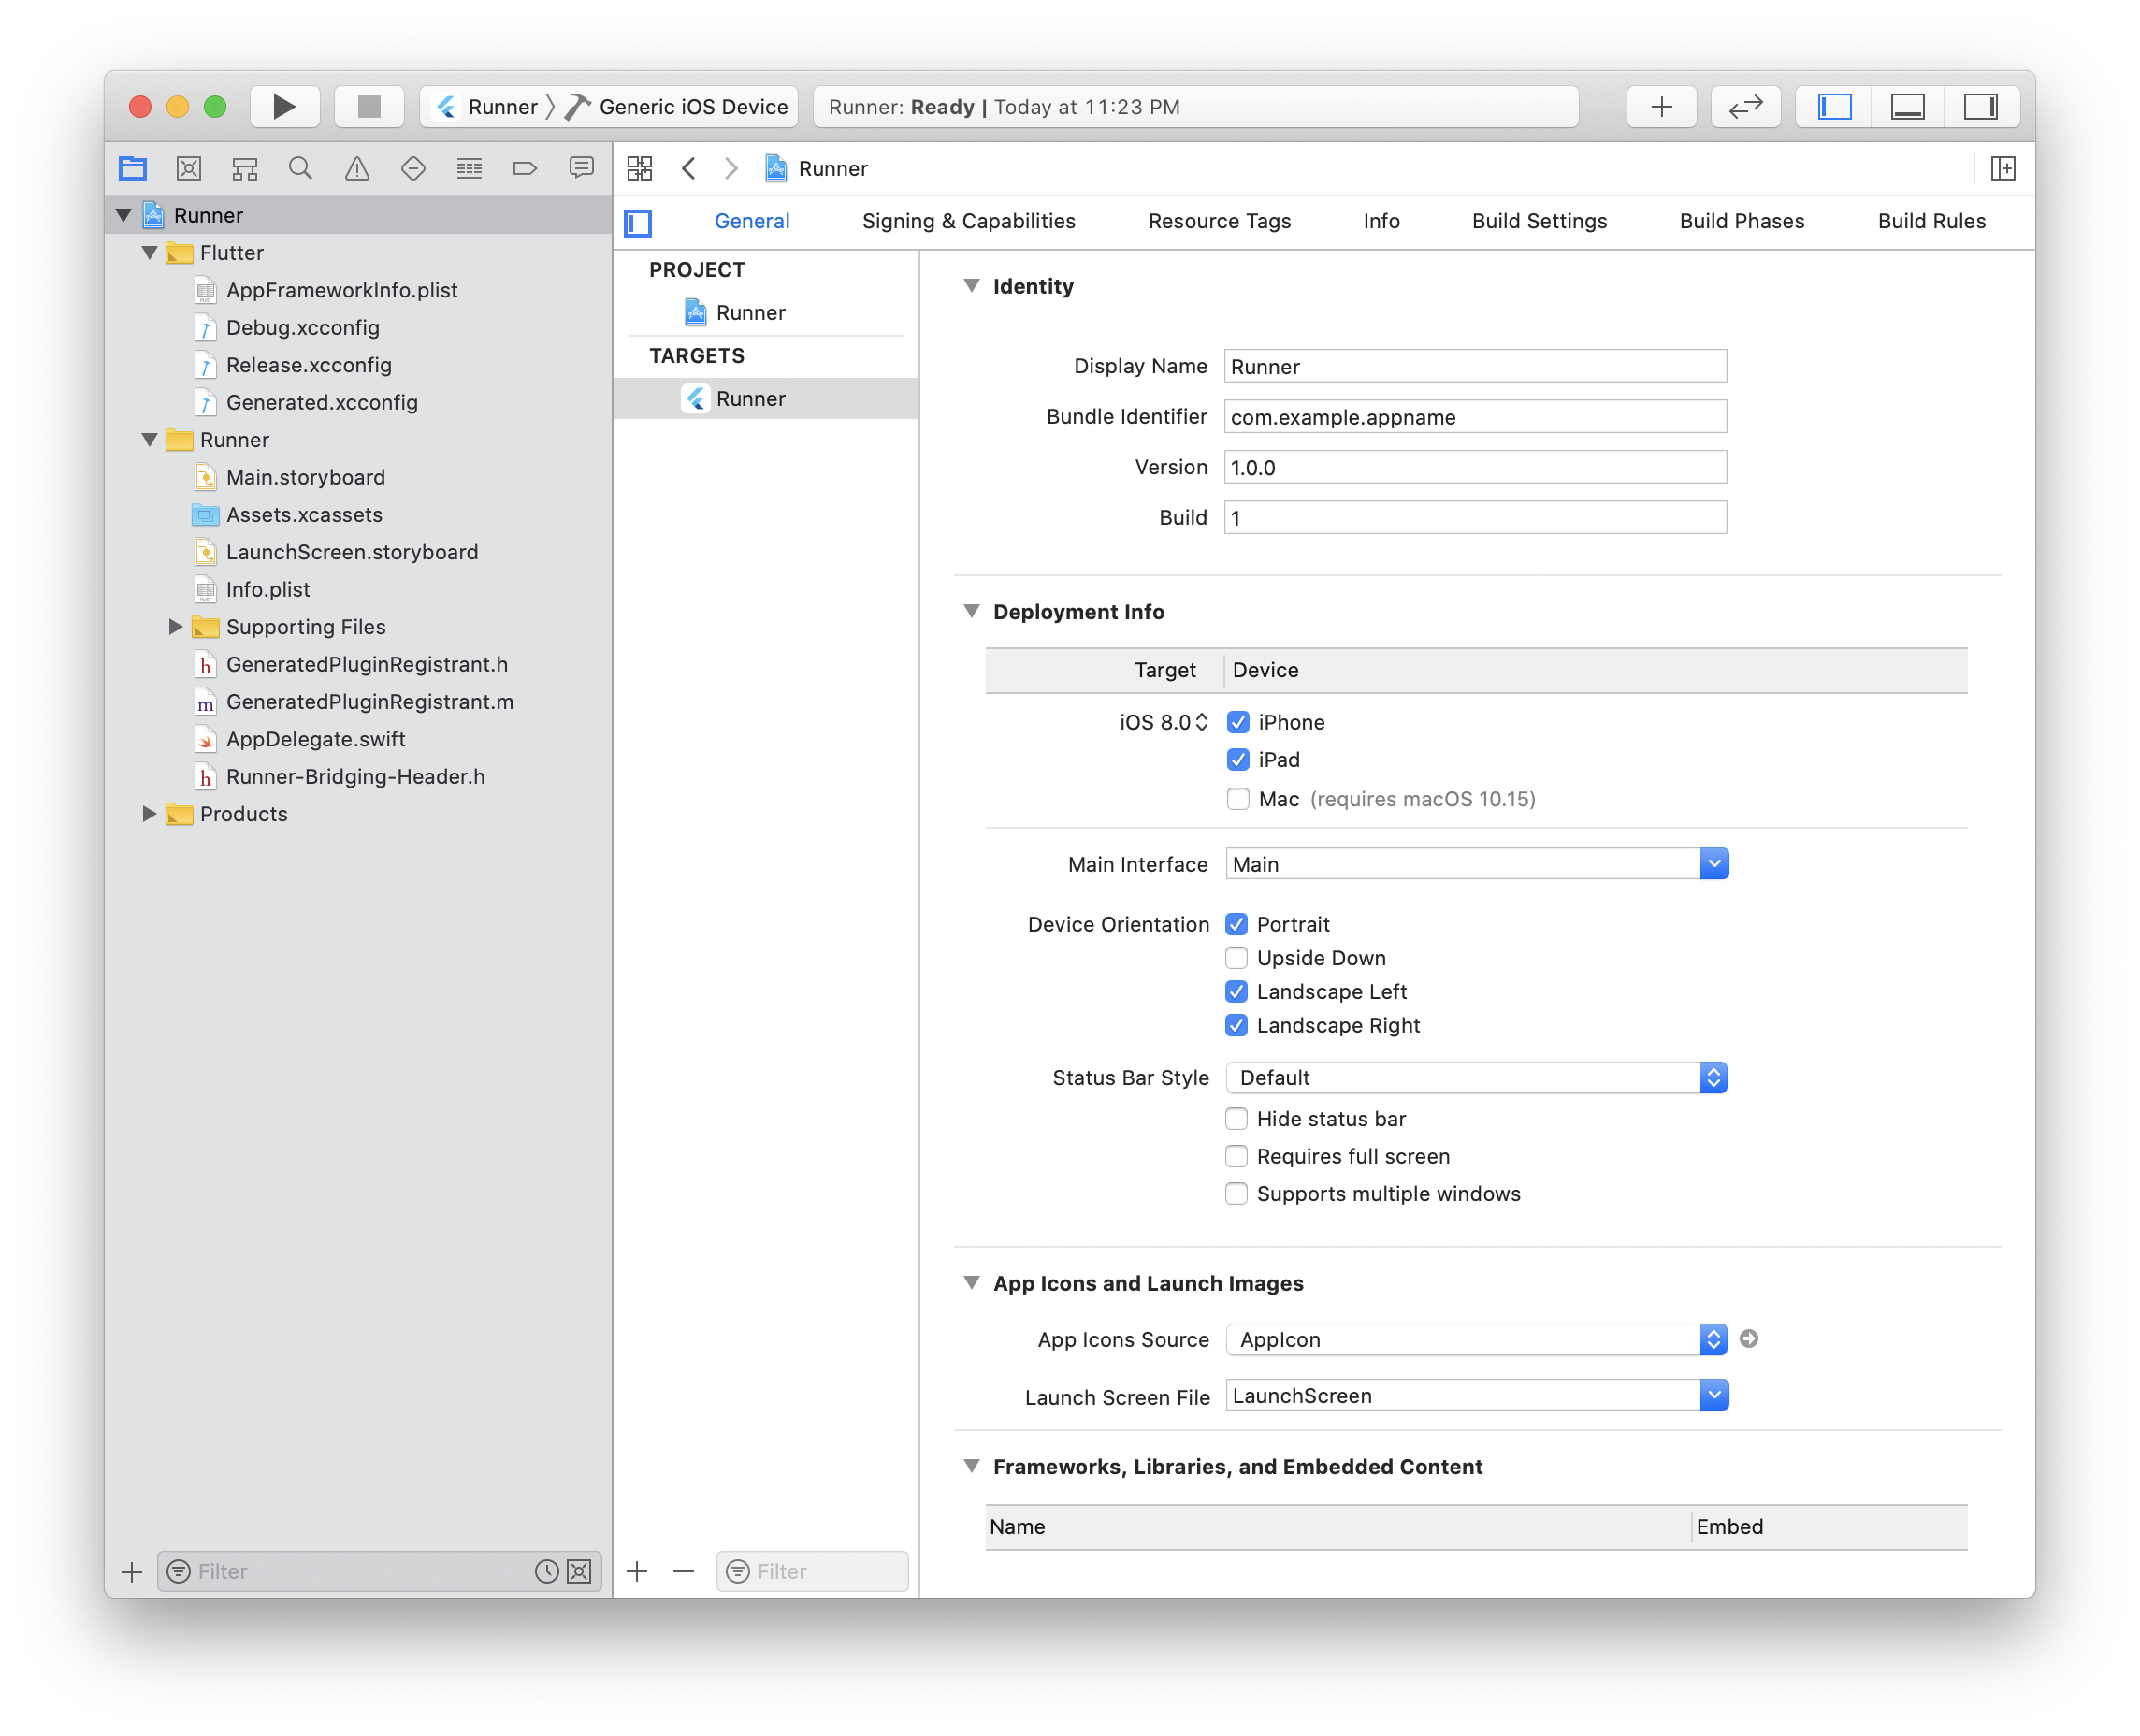 Runner 〉 Generic iOS Device
Runner: Ready | Today at 11:23 PM
Runner
General
Signing & Capabilities
Resource Tags
Info
Build Settings
Build Phases
Build Rules
Runner
Flutter
AppFrameworkInfo.plist
Debug.xcconfig
Release.xcconfig
Generated.xcconfig
Runner
Main.storyboard
Assets.xcassets
LaunchScreen.storyboard
Info.plist
Supporting Files
GeneratedPluginRegistrant.h
GeneratedPluginRegistrant.m
AppDelegate.swift
Runner-Bridging-Header.h
Products
Filter
PROJECT
Runner
TARGETS
Runner
Filter
Identity
Display Name Runner
Bundle Identifier com.example.appname
Version 1.0.0
Build 1
Deployment Info
Target Device
iOS 8.0 iPhone
iPad
Mac (requires macOS 10.15)
Main Interface Main
Device Orientation Portrait
Upside Down
Landscape Left
Landscape Right
Status Bar Style Default
Hide status bar
Requires full screen
Supports multiple windows
App Icons and Launch Images
App Icons Source AppIcon
Launch Screen File LaunchScreen
Frameworks, Libraries, and Embedded Content
Name Embed